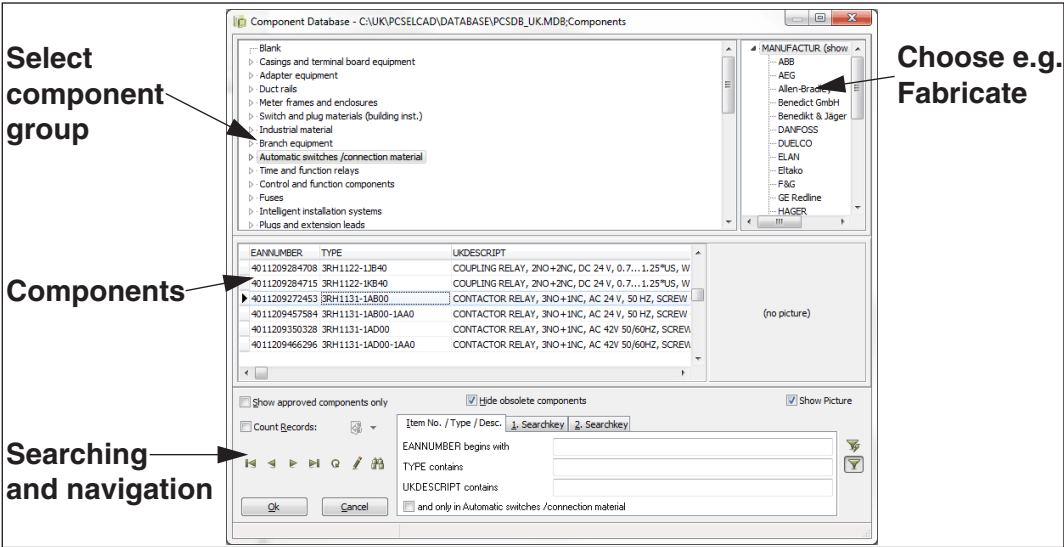 Component Database - C:\UK\PCSELCAD\DATABASE\PCSDB_UK.MDB;Components
Select
component
group
Blank
Casings and terminal board equipment
Adapter equipment
Duct rails
Meter frames and enclosures
Switch and plug materials (building inst.)
Industrial material
Branch equipment
Automatic switches /connection material
Time and function relays
Control and function components
Fuses
Intelligent installation systems
Plugs and extension leads
MANUFACTUR (show
ABB
AEG
Allen-Bradley
Benedict GmbH
Benedikt & Jäger
DANFOSS
DUELCO
ELAN
Eltako
F&G
GE Redline
HAGER
Choose e.g.
Fabricate
Components
EANNUMBER TYPE UKDESCRIPT
4011209284708 3RH1122-1JB40 COUPLING RELAY, 2NO+2NC, DC 24 V, 0.7...1.25*US, W
4011209284715 3RH1122-1KB40 COUPLING RELAY, 2NO+2NC, DC 24 V, 0.7...1.25*US, W
4011209272453 3RH1131-1AB00 CONTACTOR RELAY, 3NO+1NC, AC 24 V, 50 HZ, SCREW
4011209457584 3RH1131-1AB00-1AA0 CONTACTOR RELAY, 3NO+1NC, AC 24 V, 50 HZ, SCREW
4011209350328 3RH1131-1AD00 CONTACTOR RELAY, 3NO+1NC, AC 42V 50/60HZ, SCREW
4011209466296 3RH1131-1AD00-1AA0 CONTACTOR RELAY, 3NO+1NC, AC 42V 50/60HZ, SCREW
(no picture)
Show approved components only
Hide obsolete components
Show Picture
Count Records:
Item No. / Type / Desc. 1. Searchkey 2. Searchkey
EANNUMBER begins with
TYPE contains
UKDESCRIPT contains
and only in Automatic switches /connection material
Searching
and navigation
Ok Cancel